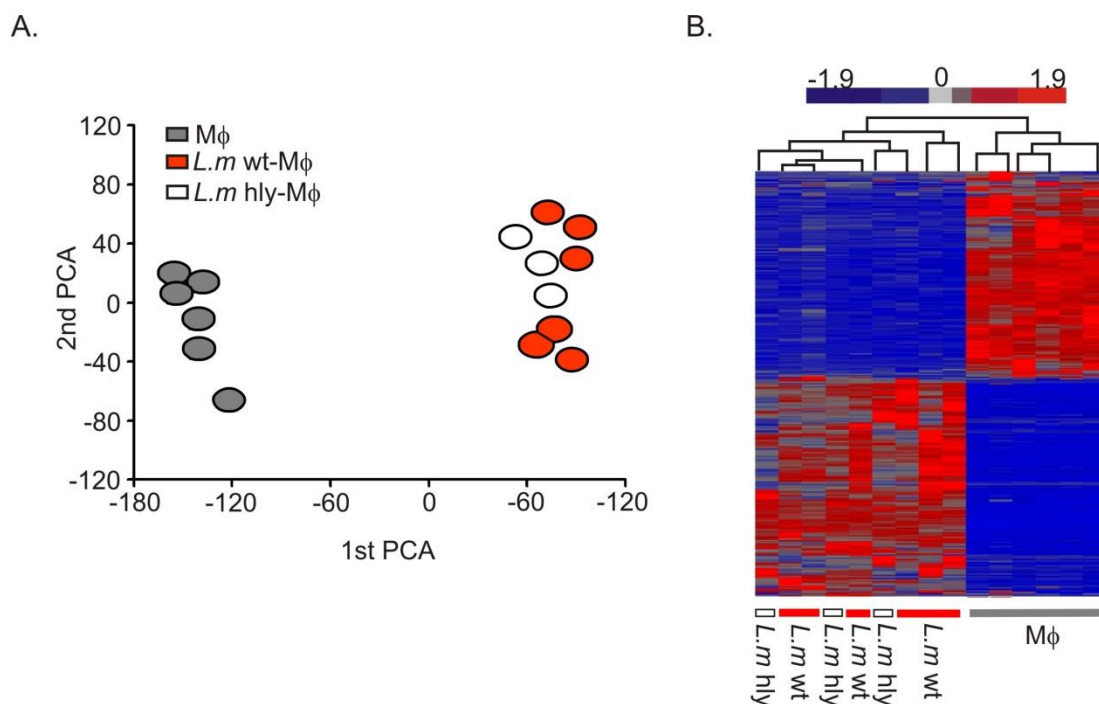 A.
120
80
40
0
-40
-80
-120
2nd PCA
Mϕ
L.m wt-Mϕ
L.m hly-Mϕ
-180
-120
-60
0
-60
-120
1st PCA
B.
-1.9
0
1.9
L.m hly
L.m wt
L.m hly
L.m wt
L.m hly
L.m wt
Mϕ